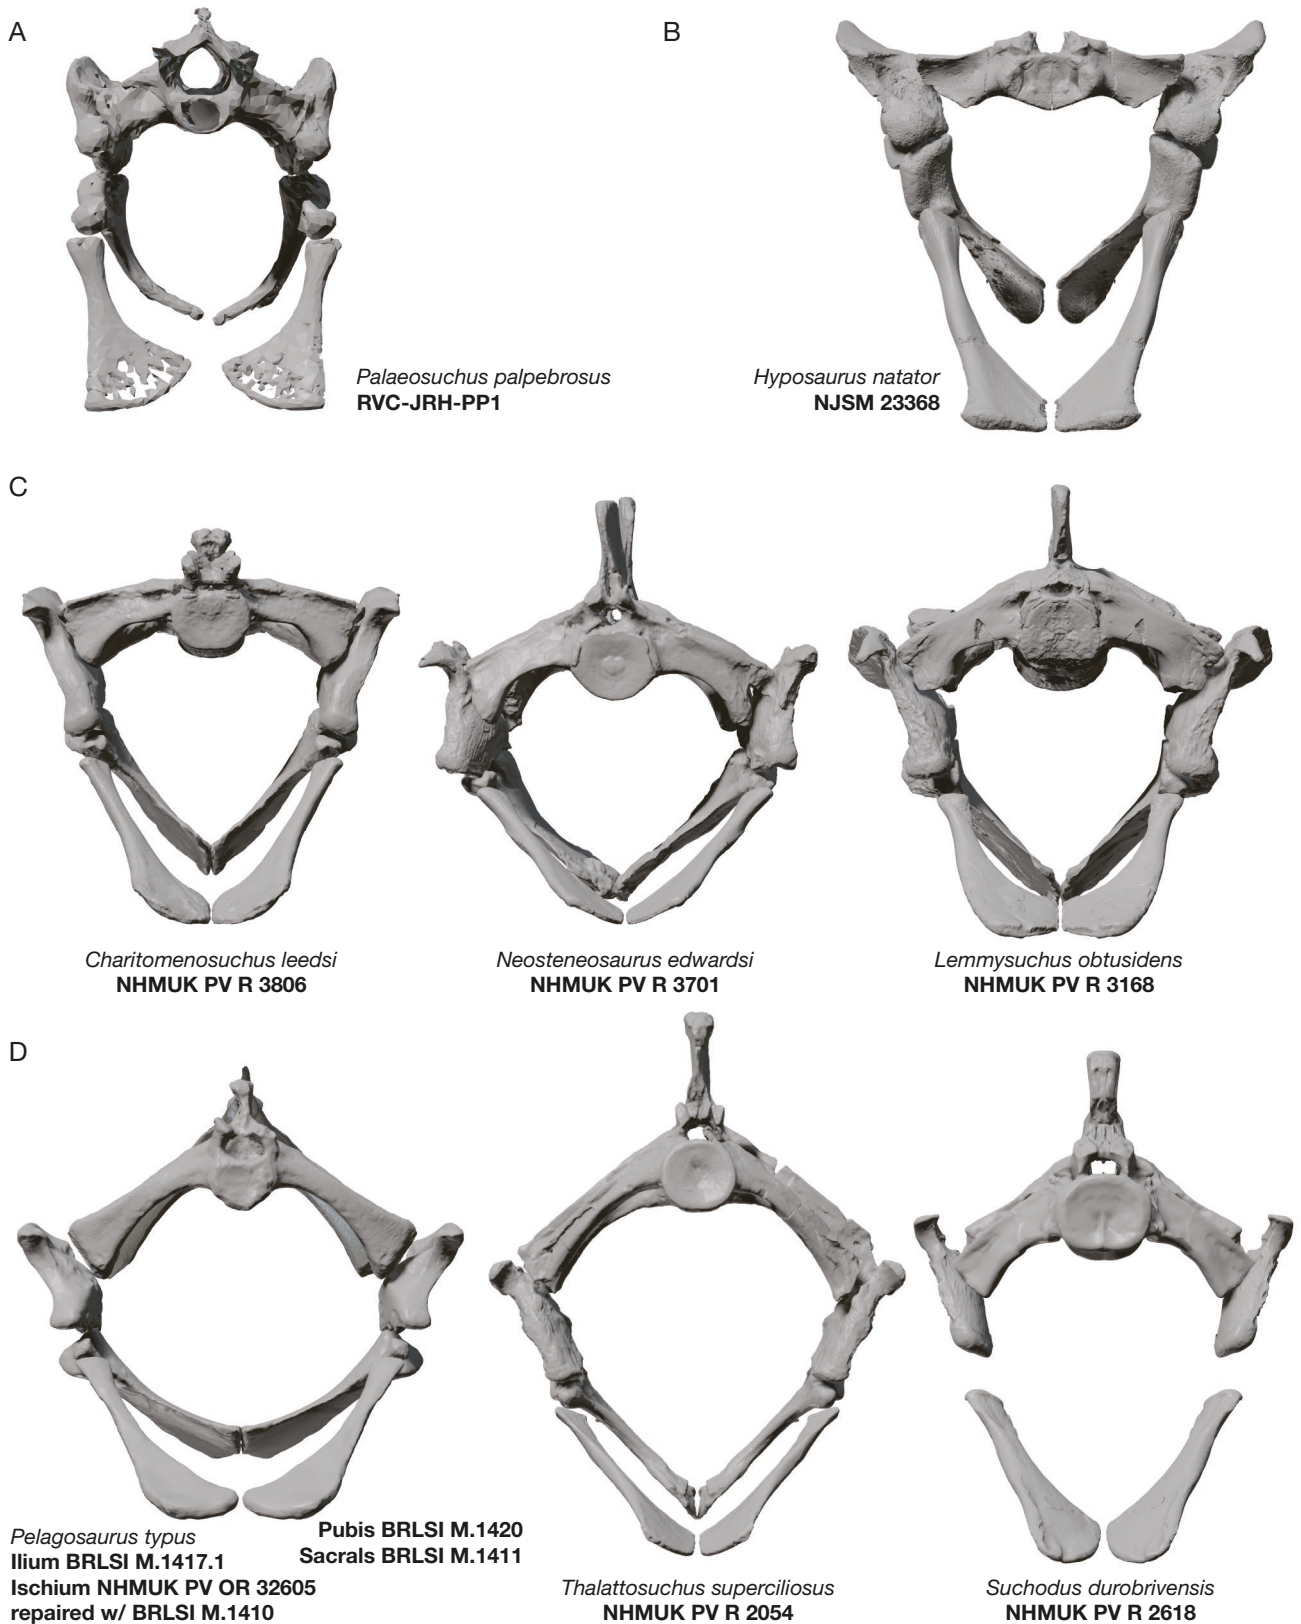 A
B
Palaeosuchus palpebrosus
RVC-JRH-PP1
Hyposaurus natator
NJSM 23368
C
Charitomenosuchus leedsi
NHMUK PV R 3806
Neosteneosaurus edwardsi
NHMUK PV R 3701
Lemmysuchus obtusidens
NHMUK PV R 3168
D
Pelagosaurus typus
Ilium BRLSI M.1417.1
Ischium NHMUK PV OR 32605
repaired w/ BRLSI M.1410
Pubis BRLSI M.1420
Sacrals BRLSI M.1411
Thalattosuchus superciliosus
NHMUK PV R 2054
Suchodus durobrivensis
NHMUK PV R 2618